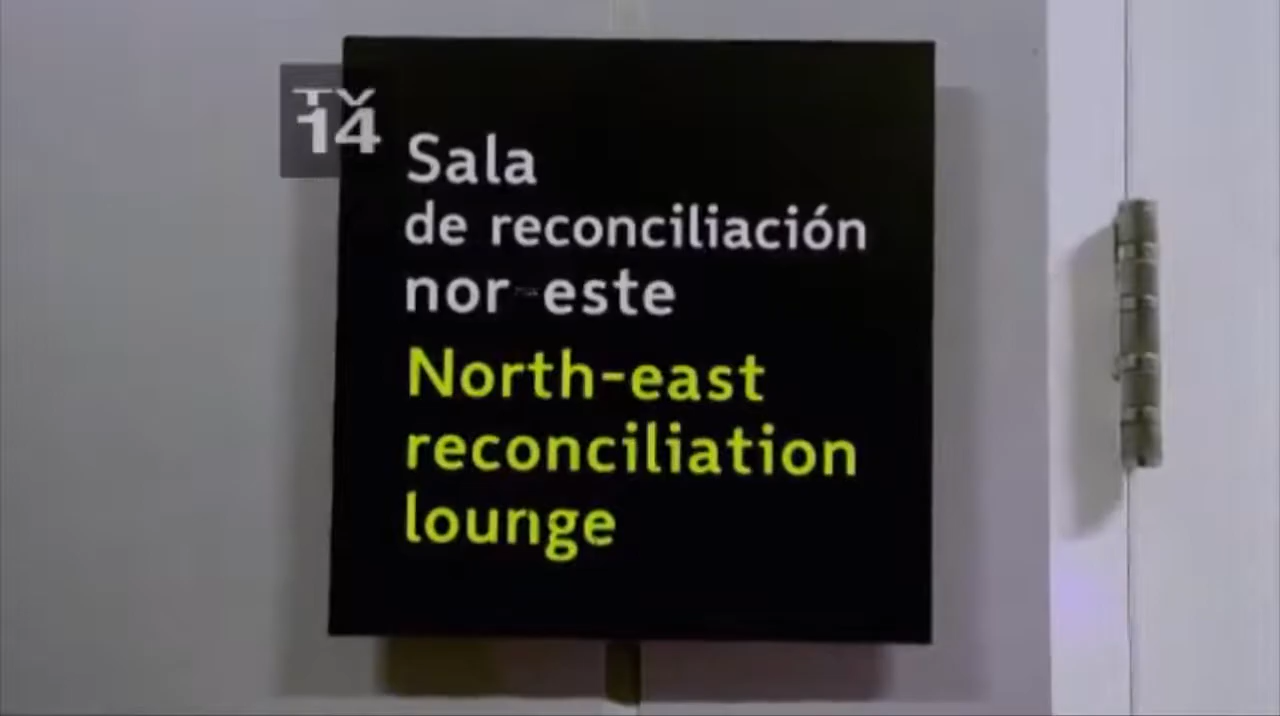 TV
14
Sala
de reconciliación
nor-este
North-east
reconciliation
lounge